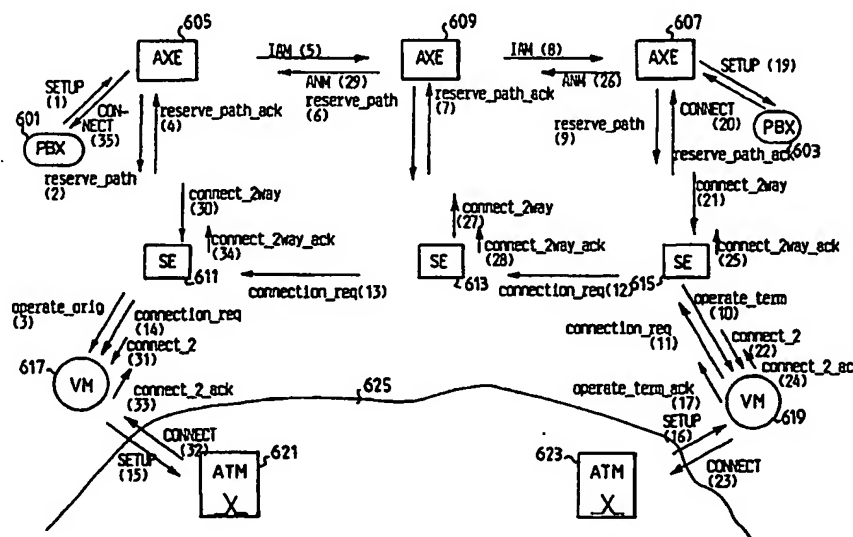 605
609
607
AXE
AXE
AXE
IAM (5)
ANM (29)
IAM (8)
ANM (26)
SETUP
(1)
CON-
NECT
(35)
601
PBX
reserve_path
(2)
reserve_path_ack
(4)
reserve_path
(6)
reserve_path_ack
(7)
SETUP (19)
CONNECT
(20)
PBX
603
reserve_path
(9)
reserve_path_ack
connect_2way
(30)
connect_2way_ack
(34)
SE
611
connect_2way
(27)
connect_2way_ack
(28)
SE
613
connect_2way
(21)
connect_2way_ack
(25)
SE
615
connection_req(13)
connection_req(12)
operate_orig
(3)
connection_req
(14)
connect_2
(31)
connect_2_ack
(33)
617
VM
operate_term
(10)
connection_req
(11)
connect_2
(22)
connect_2_ac
(24)
operate_term_ack
(17)
VM
619
625
CONNECT
(32)
SETUP
(15)
ATM
621
SETUP
(16)
CONNECT
(23)
623
ATM